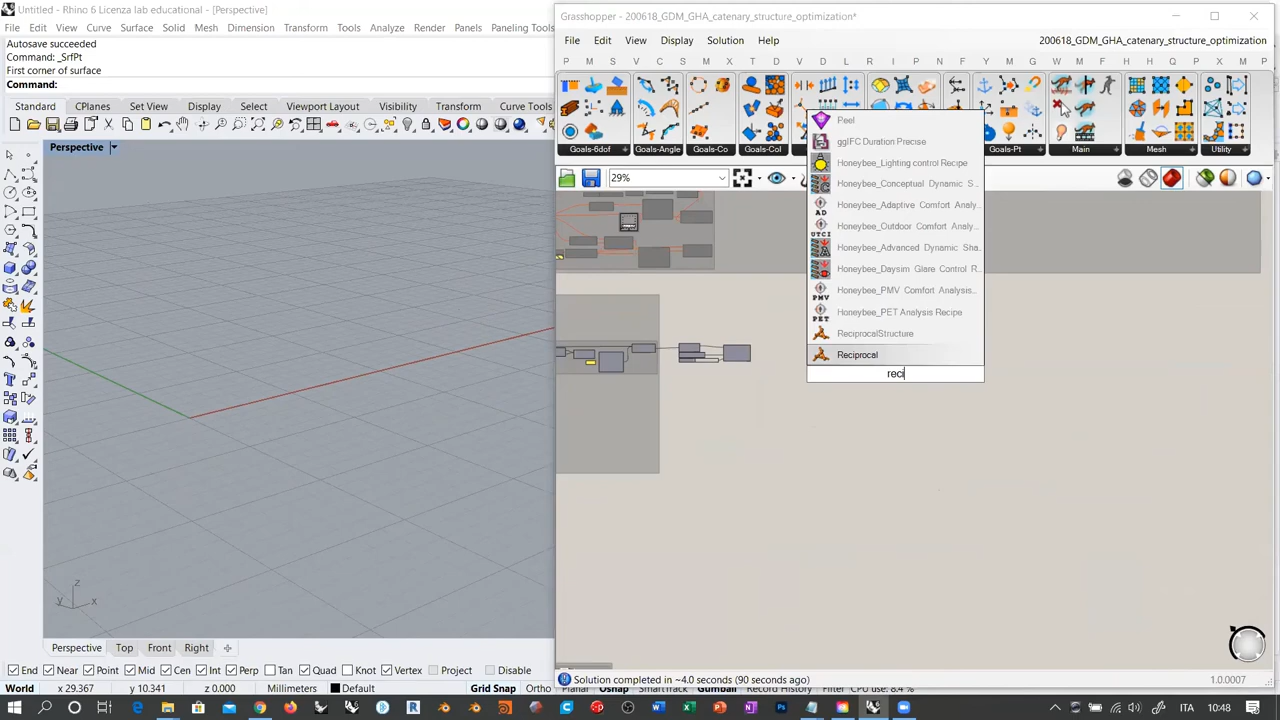 Untitled - Rhino 6 Licenza lab educational - [Perspective]
File Edit View Curve Surface Solid Mesh Dimension Transform Tools Analyze Render Panels Paneling Tools
Autosave succeeded
Command: _SrfPt
First corner of surface
Command:
Standard CPlanes Set View Display Select Viewport Layout Visibility Transform Curve Tools
Perspective
z
y
x
Perspective Top Front Right
End Near Point Mid Cen Int Perp Tan Quad Knot Vertex Project Disable
World x 29.367 y 10.341 z 0.000 Millimeters Default Grid Snap Ortho Planar Osnap SmartTrack Gumball Record History Filter CPU use: 8.4 %
Grasshopper - 200618_GDM_GHA_catenary_structure_optimization*
File Edit View Display Solution Help
200618_GDM_GHA_catenary_structure_optimization
P M S V C S M X T V D L R I P N F Y M G W M A D M S E U X M P
Goals-6dof Goals-Angle Goals-Co Goals-Col Goals-Pt Main Mesh Utility
29%
Peel
ggIFC Duration Precise
Honeybee_Lighting control Recipe
Honeybee_Conceptual Dynamic S...
Honeybee_Adaptive Comfort Analy...
Honeybee_Outdoor Comfort Analy...
Honeybee_Advanced Dynamic Sha...
Honeybee_Daysim Glare Control R...
Honeybee_PMV Comfort Analysis...
Honeybee_PET Analysis Recipe
ReciprocalStructure
Reciprocal
reci
Solution completed in ~4.0 seconds (90 seconds ago)
1.0.0007
ITA
10:48